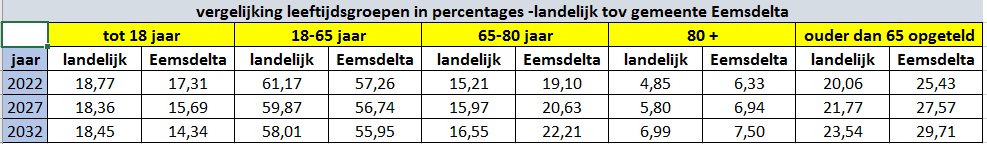 vergelijking leeftijdsgroepen in percentages -landelijk tov gemeente Eemsdelta
tot 18 jaar 18-65 jaar 65-80 jaar 80 + ouder dan 65 opgeteld
jaar landelijk Eemsdelta landelijk Eemsdelta landelijk Eemsdelta landelijk Eemsdelta landelijk Eemsdelta
2022 18,77 17,31 61,17 57,26 15,21 19,10 4,85 6,33 20,06 25,43
2027 18,36 15,69 59,87 56,74 15,97 20,63 5,80 6,94 21,77 27,57
2032 18,45 14,34 58,01 55,95 16,55 22,21 6,99 7,50 23,54 29,71